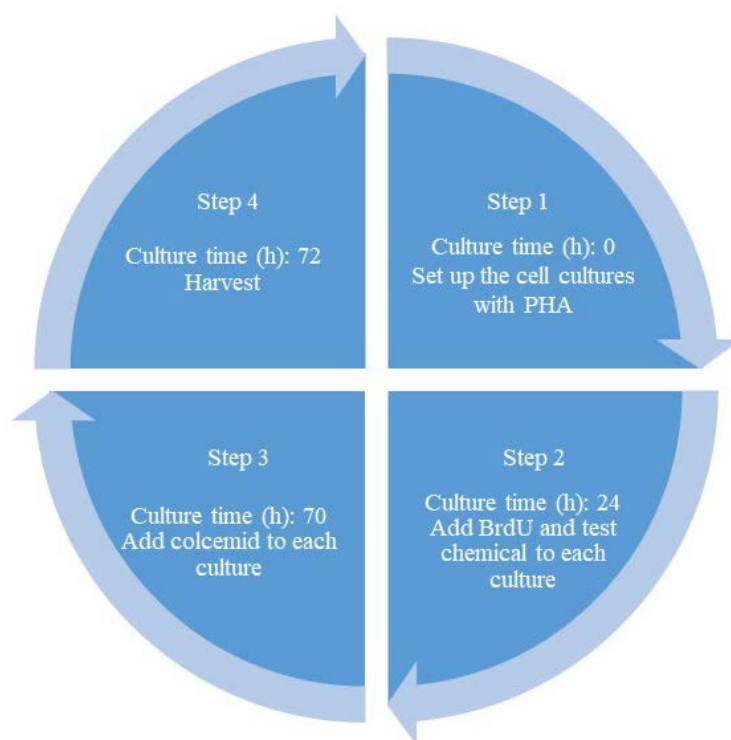 Step 1
Culture time (h): 0
Set up the cell cultures
with PHA
Step 2
Culture time (h): 24
Add BrdU and test
chemical to each
culture
Step 3
Culture time (h): 70
Add colcemid to each
culture
Step 4
Culture time (h): 72
Harvest